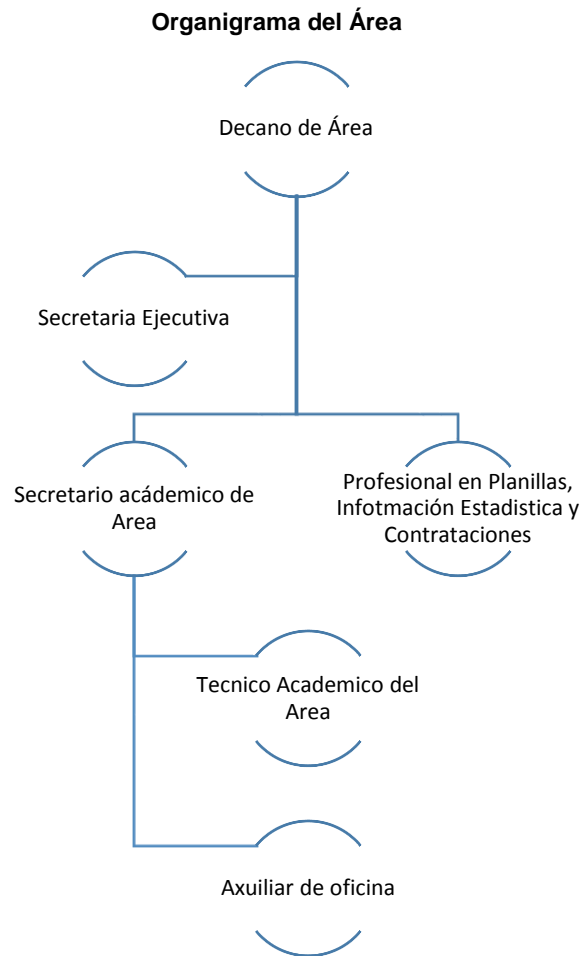 Organigrama del Área
Decano de Área
Secretaria Ejecutiva
Secretario acádemico de
Area
Profesional en Planillas,
Infotmación Estadistica y
Contrataciones
Tecnico Academico del
Area
Axuiliar de oficina